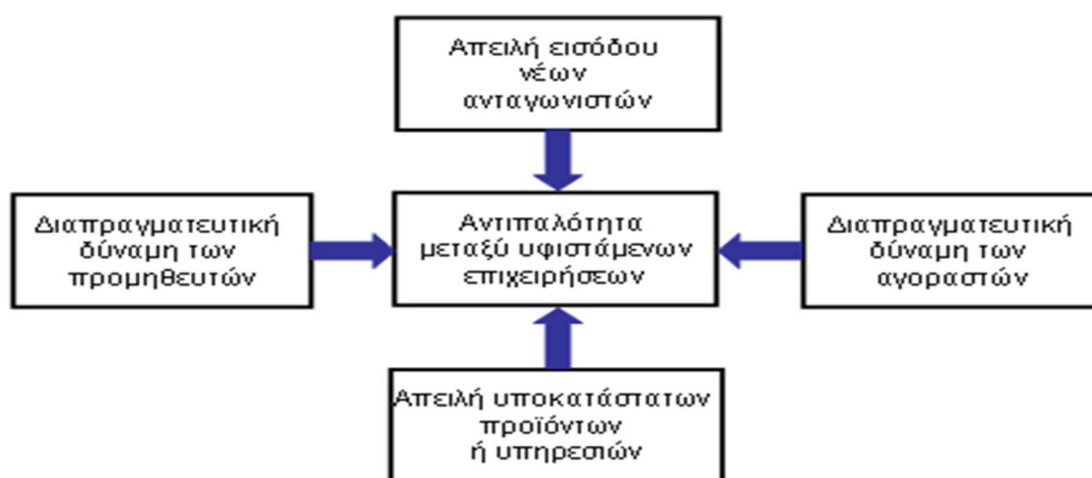 Απειλή εισόδου
νέων
ανταγωνιστών
Διαπραγματευτική
δύναμη των
προμηθευτών
Αντιπαλότητα
μεταξύ υφιστάμενων
επιχειρήσεων
Διαπραγματευτική
δύναμη των
αγοραστών
Απειλή υποκατάστατων
προϊόντων
ή υπηρεσιών